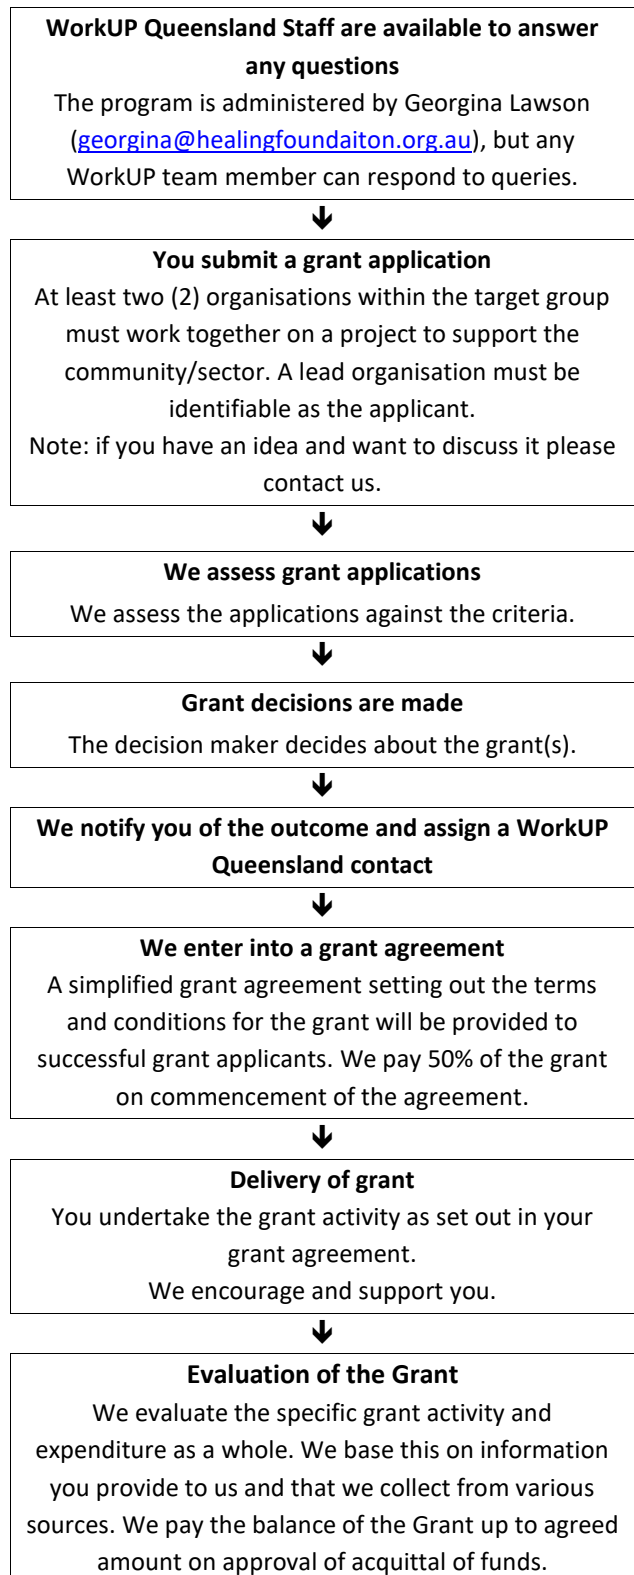 WorkUP Queensland Staff are available to answer
any questions
The program is administered by Georgina Lawson
(georgina@healingfoundaiton.org.au), but any
WorkUP team member can respond to queries.
You submit a grant application
At least two (2) organisations within the target group
must work together on a project to support the
community/sector. A lead organisation must be
identifiable as the applicant.
Note: if you have an idea and want to discuss it please
contact us.
We assess grant applications
We assess the applications against the criteria.
Grant decisions are made
The decision maker decides about the grant(s).
We notify you of the outcome and assign a WorkUP
Queensland contact
We enter into a grant agreement
A simplified grant agreement setting out the terms
and conditions for the grant will be provided to
successful grant applicants. We pay 50% of the grant
on commencement of the agreement.
Delivery of grant
You undertake the grant activity as set out in your
grant agreement.
We encourage and support you.
Evaluation of the Grant
We evaluate the specific grant activity and
expenditure as a whole. We base this on information
you provide to us and that we collect from various
sources. We pay the balance of the Grant up to agreed
amount on approval of acquittal of funds.